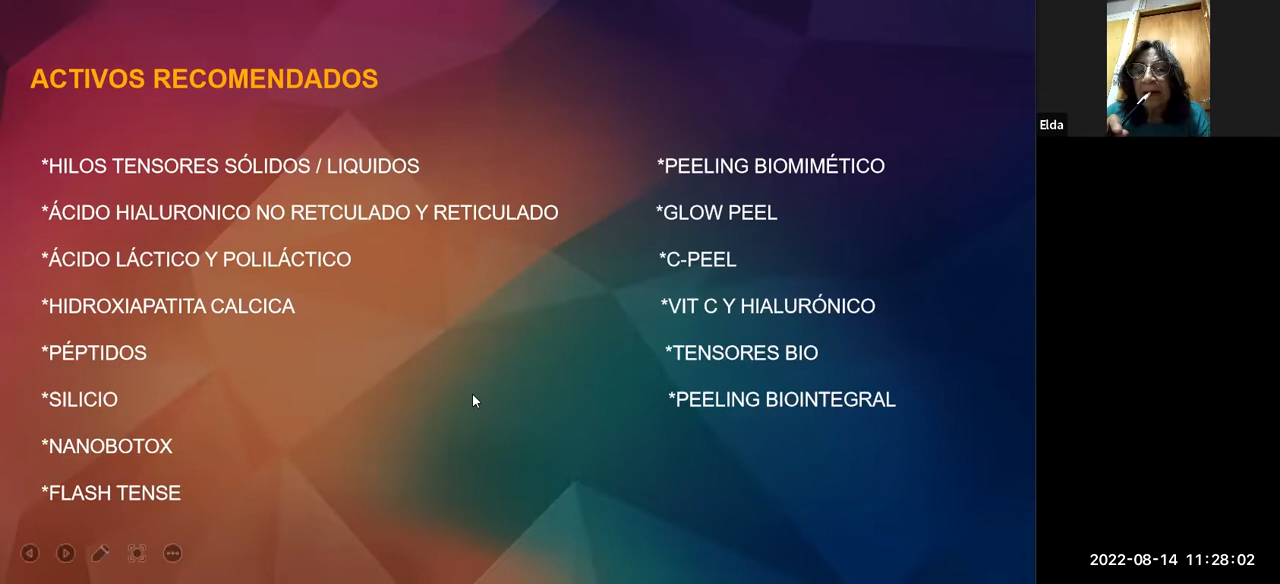 ACTIVOS RECOMENDADOS
*HILOS TENSORES SÓLIDOS / LIQUIDOS
*ÁCIDO HIALURONICO NO RETCULADO Y RETICULADO
*ÁCIDO LÁCTICO Y POLILÁCTICO
*HIDROXIAPATITA CALCICA
*PÉPTIDOS
*SILICIO
*NANOBOTOX
*FLASH TENSE
*PEELING BIOMIMÉTICO
*GLOW PEEL
*C-PEEL
*VIT C Y HIALURÓNICO
*TENSORES BIO
*PEELING BIOINTEGRAL
Elda
2022-08-14 11:28:02